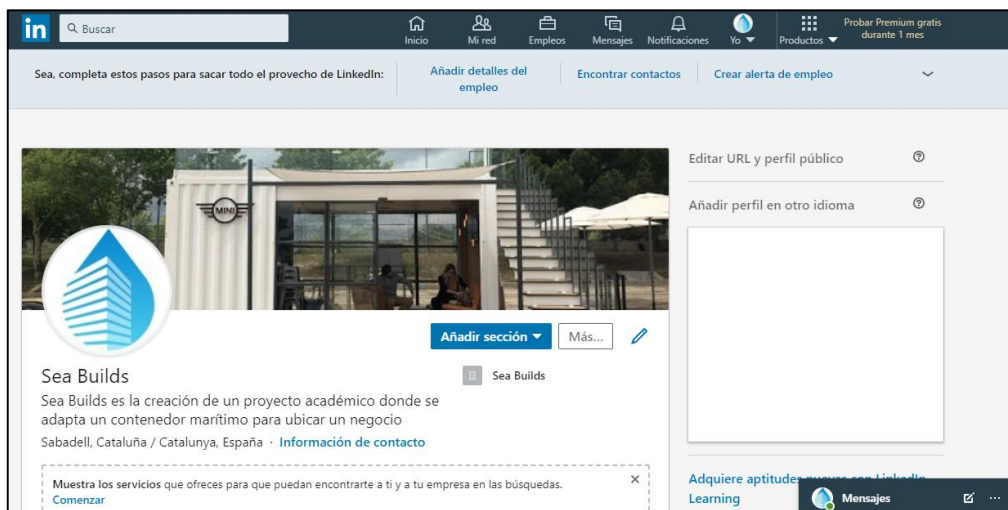 in
Buscar
Inicio
Mi red
Empleos
Mensajes
Notificaciones
Yo
Productos
Probar Premium gratis
durante 1 mes
Sea, completa estos pasos para sacar todo el provecho de LinkedIn:
Añadir detalles del
empleo
Encontrar contactos
Crear alerta de empleo
MINI
Editar URL y perfil público
Añadir perfil en otro idioma
Añadir sección
Más...
Sea Builds
Sea Builds
Sea Builds es la creación de un proyecto académico donde se
adapta un contenedor marítimo para ubicar un negocio
Sabadell, Cataluña / Catalunya, España · Información de contacto
Muestra los servicios que ofreces para que puedan encontrarte a ti y a tu empresa en las búsquedas.
Comenzar
Adquiere aptitudes nuevas con LinkedIn
Learning
Mensajes